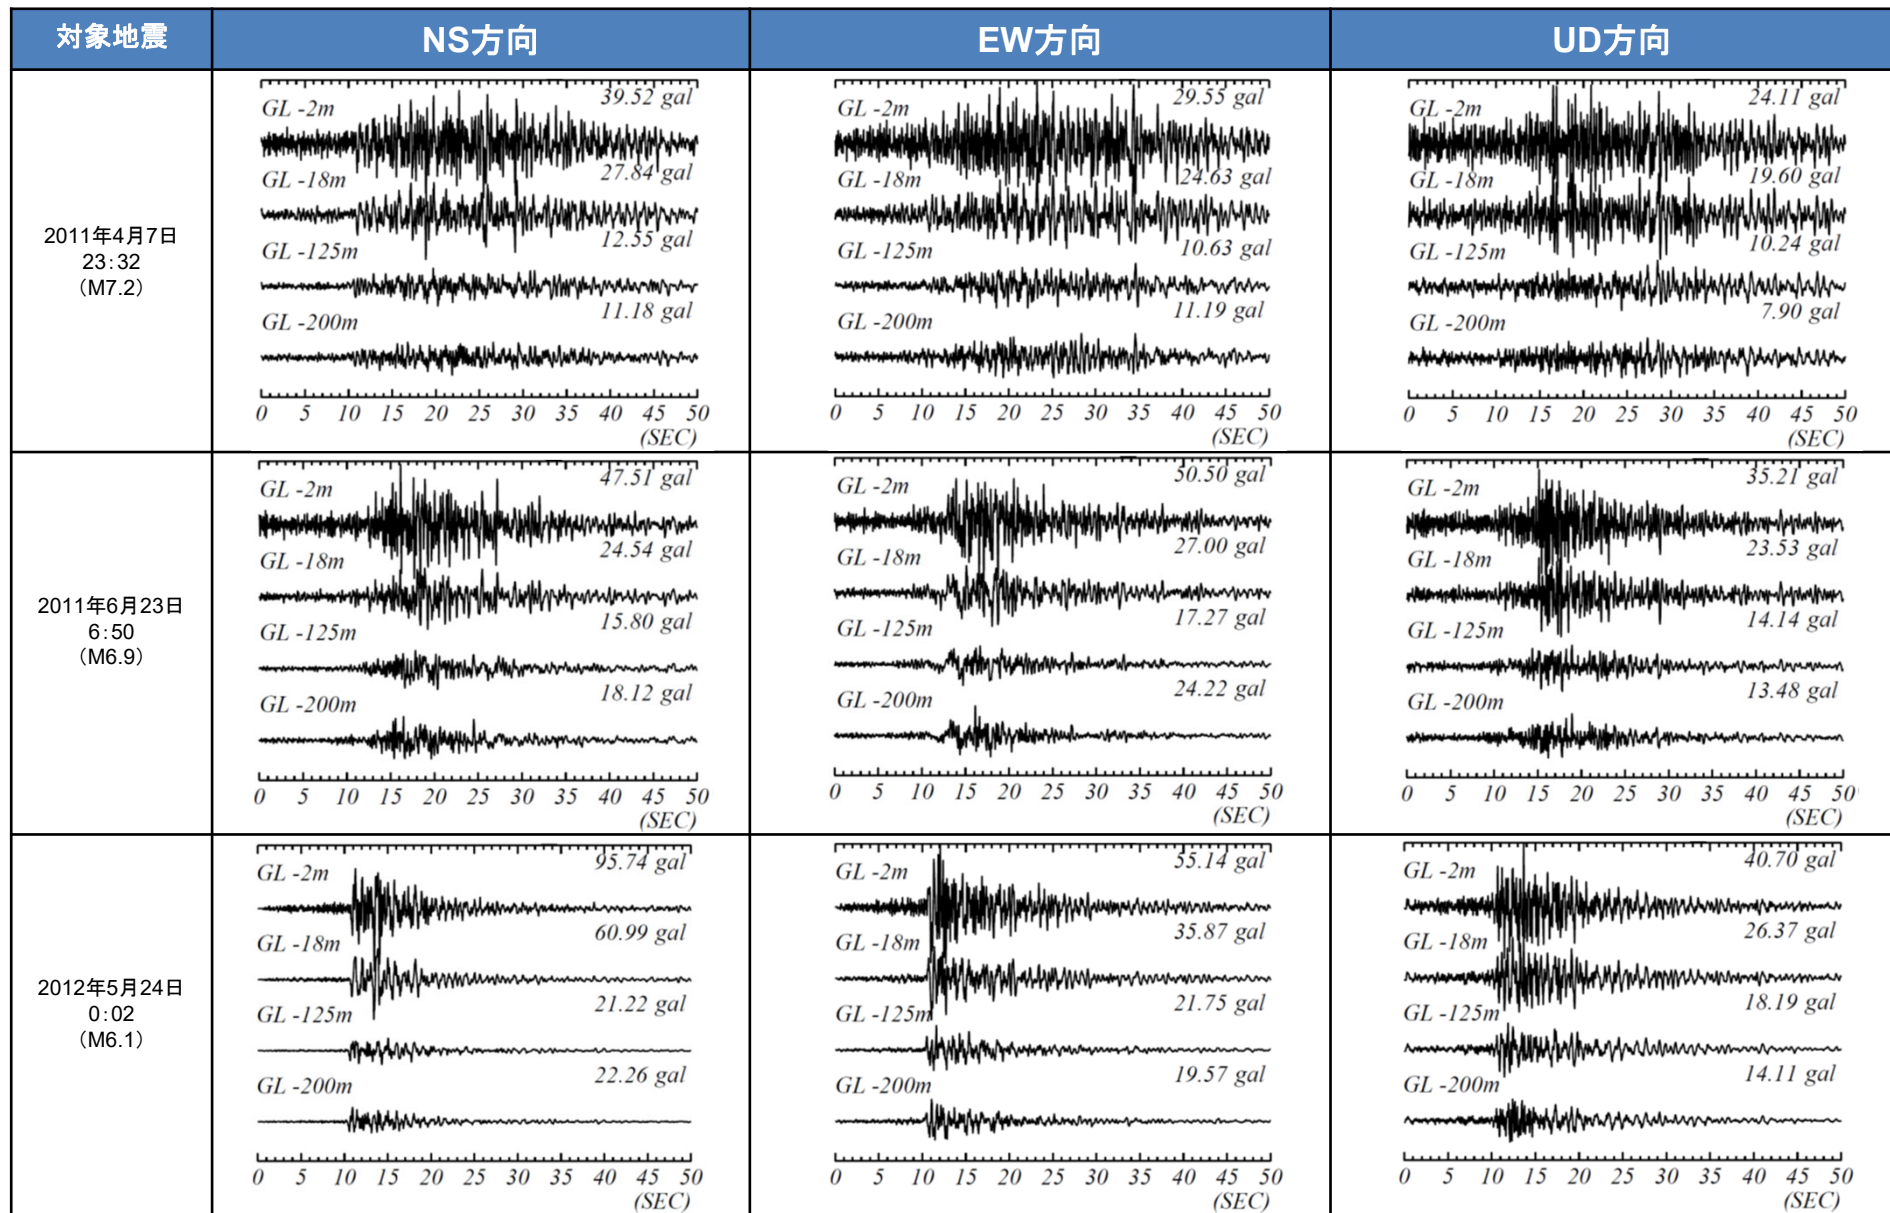 対象地震 NS方向 EW方向 UD方向
2011年4月7日
23:32
（M7.2）
GL -2m 39.52 gal
GL -18m 27.84 gal
GL -125m 12.55 gal
GL -200m 11.18 gal
0 5 10 15 20 25 30 35 40 45 50
(SEC)
GL -2m 29.55 gal
GL -18m 24.63 gal
GL -125m 10.63 gal
GL -200m 11.19 gal
0 5 10 15 20 25 30 35 40 45 50
(SEC)
GL -2m 24.11 gal
GL -18m 19.60 gal
GL -125m 10.24 gal
GL -200m 7.90 gal
0 5 10 15 20 25 30 35 40 45 50
(SEC)
2011年6月23日
6:50
（M6.9）
GL -2m 47.51 gal
GL -18m 24.54 gal
GL -125m 15.80 gal
GL -200m 18.12 gal
0 5 10 15 20 25 30 35 40 45 50
(SEC)
GL -2m 50.50 gal
GL -18m 27.00 gal
GL -125m 17.27 gal
GL -200m 24.22 gal
0 5 10 15 20 25 30 35 40 45 50
(SEC)
GL -2m 35.21 gal
GL -18m 23.53 gal
GL -125m 14.14 gal
GL -200m 13.48 gal
0 5 10 15 20 25 30 35 40 45 50
(SEC)
2012年5月24日
0:02
（M6.1）
GL -2m 95.74 gal
GL -18m 60.99 gal
GL -125m 21.22 gal
GL -200m 22.26 gal
0 5 10 15 20 25 30 35 40 45 50
(SEC)
GL -2m 55.14 gal
GL -18m 35.87 gal
GL -125m 21.75 gal
GL -200m 19.57 gal
0 5 10 15 20 25 30 35 40 45 50
(SEC)
GL -2m 40.70 gal
GL -18m 26.37 gal
GL -125m 18.19 gal
GL -200m 14.11 gal
0 5 10 15 20 25 30 35 40 45 50
(SEC)